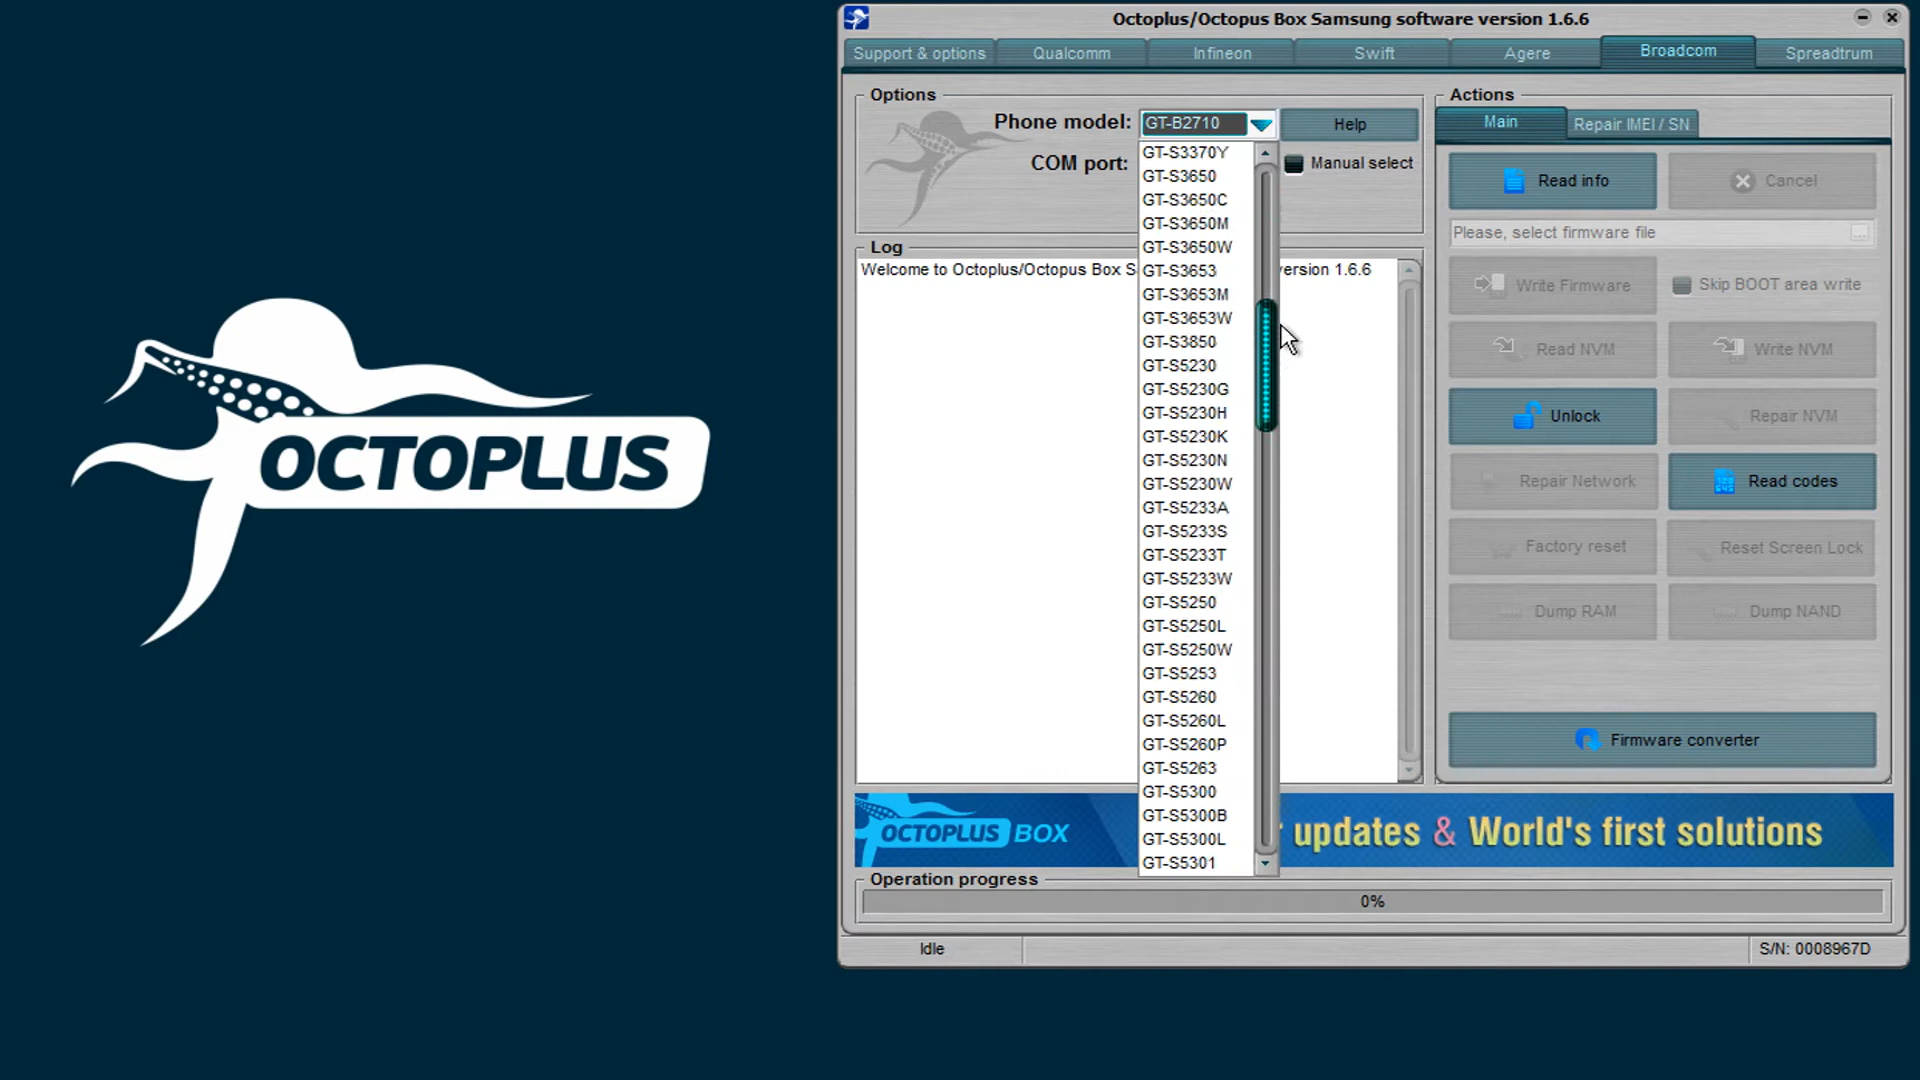 OCTOPLUS
Octoplus/Octopus Box Samsung software version 1.6.6
Support & options
Qualcomm
Infineon
Swift
Agere
Broadcom
Spreadtrum
Options
Phone model:
GT-B2710
Help
COM port:
Manual select
GT-S3370Y
GT-S3650
GT-S3650C
GT-S3650M
GT-S3650W
GT-S3653
GT-S3653M
GT-S3653W
GT-S3850
GT-S5230
GT-S5230G
GT-S5230H
GT-S5230K
GT-S5230N
GT-S5230W
GT-S5233A
GT-S5233S
GT-S5233T
GT-S5233W
GT-S5250
GT-S5250L
GT-S5250W
GT-S5253
GT-S5260
GT-S5260L
GT-S5260P
GT-S5263
GT-S5300
GT-S5300B
GT-S5300L
GT-S5301
Log
Welcome to Octoplus/Octopus Box S ersion 1.6.6
Actions
Main
Repair IMEI / SN
Read info
Cancel
Please, select firmware file
...
Write Firmware
Skip BOOT area write
Read NVM
Write NVM
Unlock
Repair NVM
Repair Network
Read codes
Factory reset
Reset Screen Lock
Dump RAM
Dump NAND
Firmware converter
OCTOPLUS BOX
r updates & World's first solutions
Operation progress
0%
Idle
S/N: 0008967D